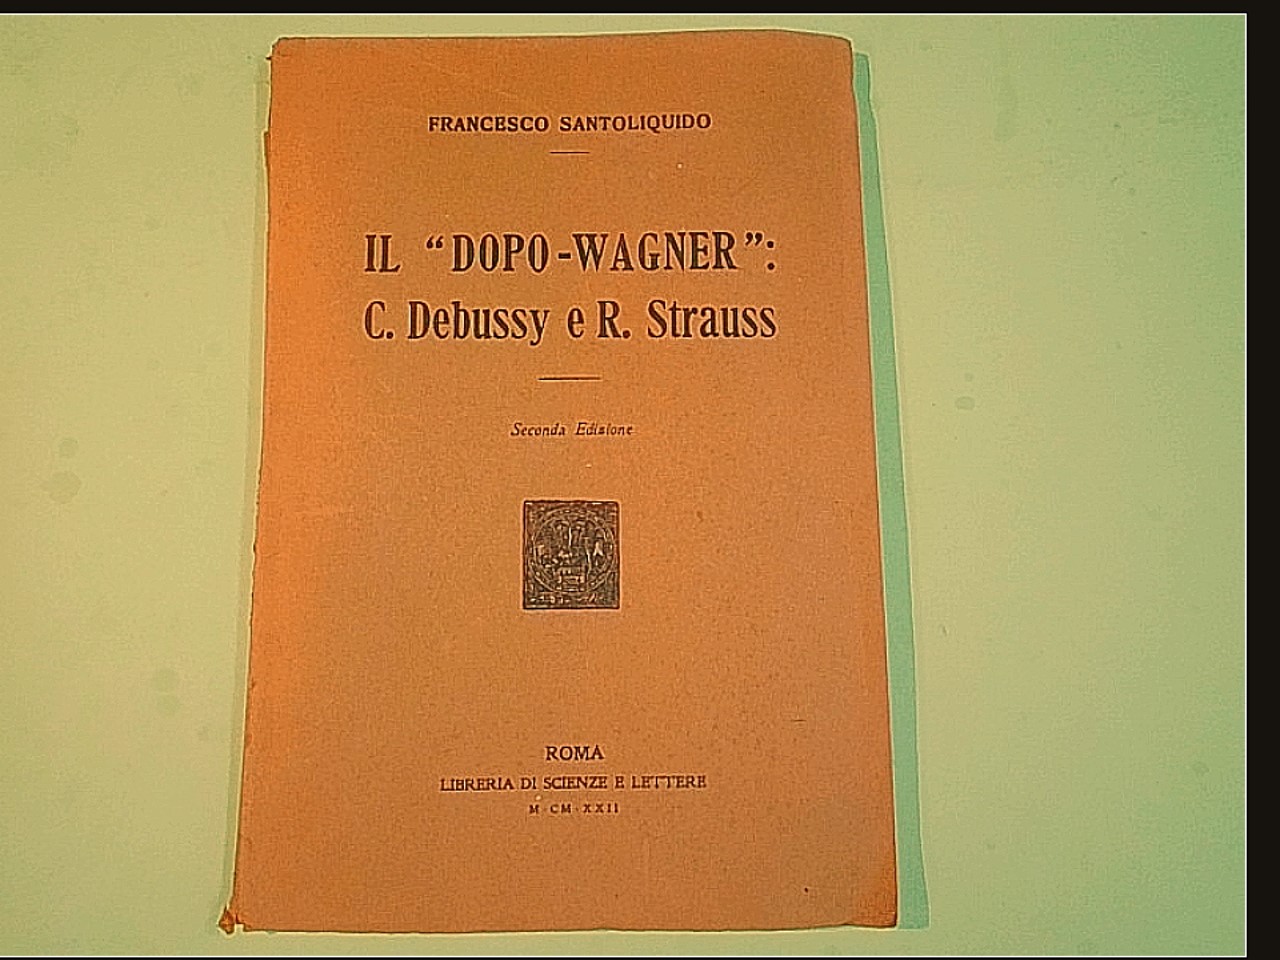 FRANCESCO SANTOLIQUIDO
IL “DOPO-WAGNER”:
C. Debussy e R. Strauss
Seconda Edizione
ROMA
LIBRERIA DI SCIENZE E LETTERE
M·CM·XXII